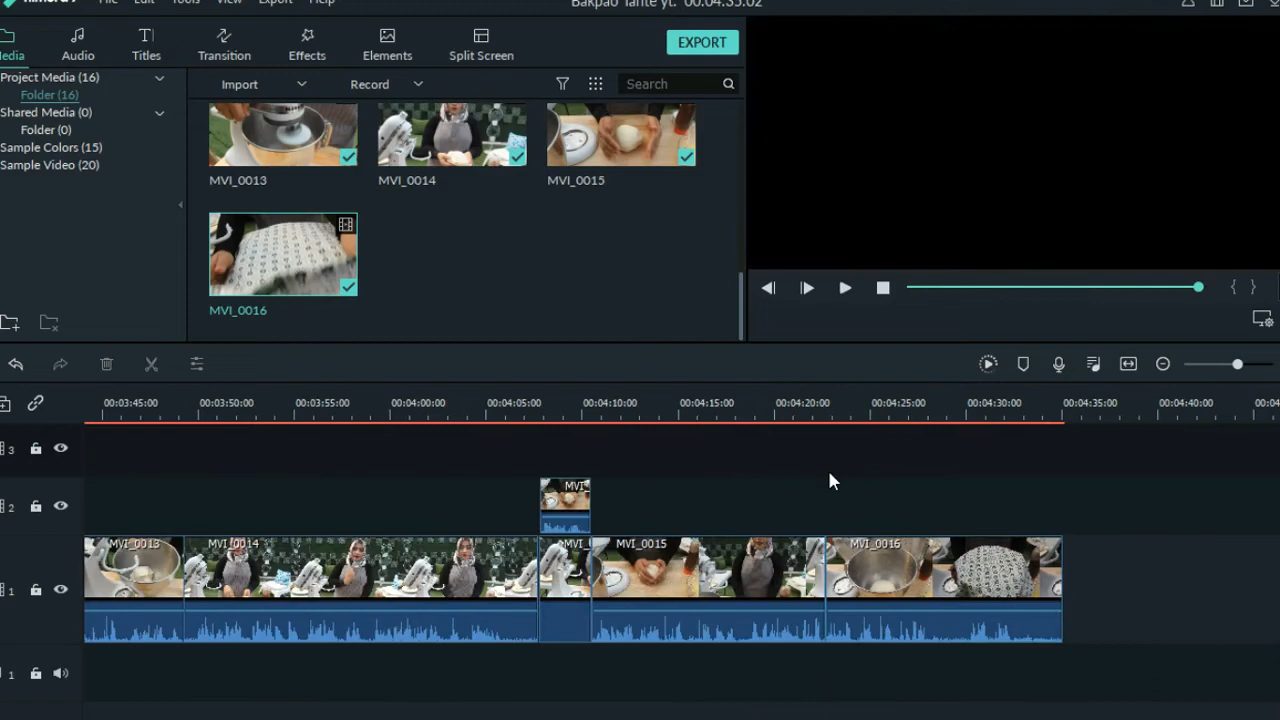 File Edit Tools View Export Help
Bakpao Tante yt. 00:04:35:02
Media Audio Titles Transition Effects Elements Split Screen EXPORT
Project Media (16)
Folder (16)
Shared Media (0)
Folder (0)
Sample Colors (15)
Sample Video (20)
Import Record Search
MVI_0013 MVI_0014 MVI_0015
MVI_0016
00:03:45:00 00:03:50:00 00:03:55:00 00:04:00:00 00:04:05:00 00:04:10:00 00:04:15:00 00:04:20:00 00:04:25:00 00:04:30:00 00:04:35:00 00:04:40:00 00:04
3
MVI_
2
MVI_0013 MVI_0014 MVI_ MVI_0015 MVI_0016
1
1